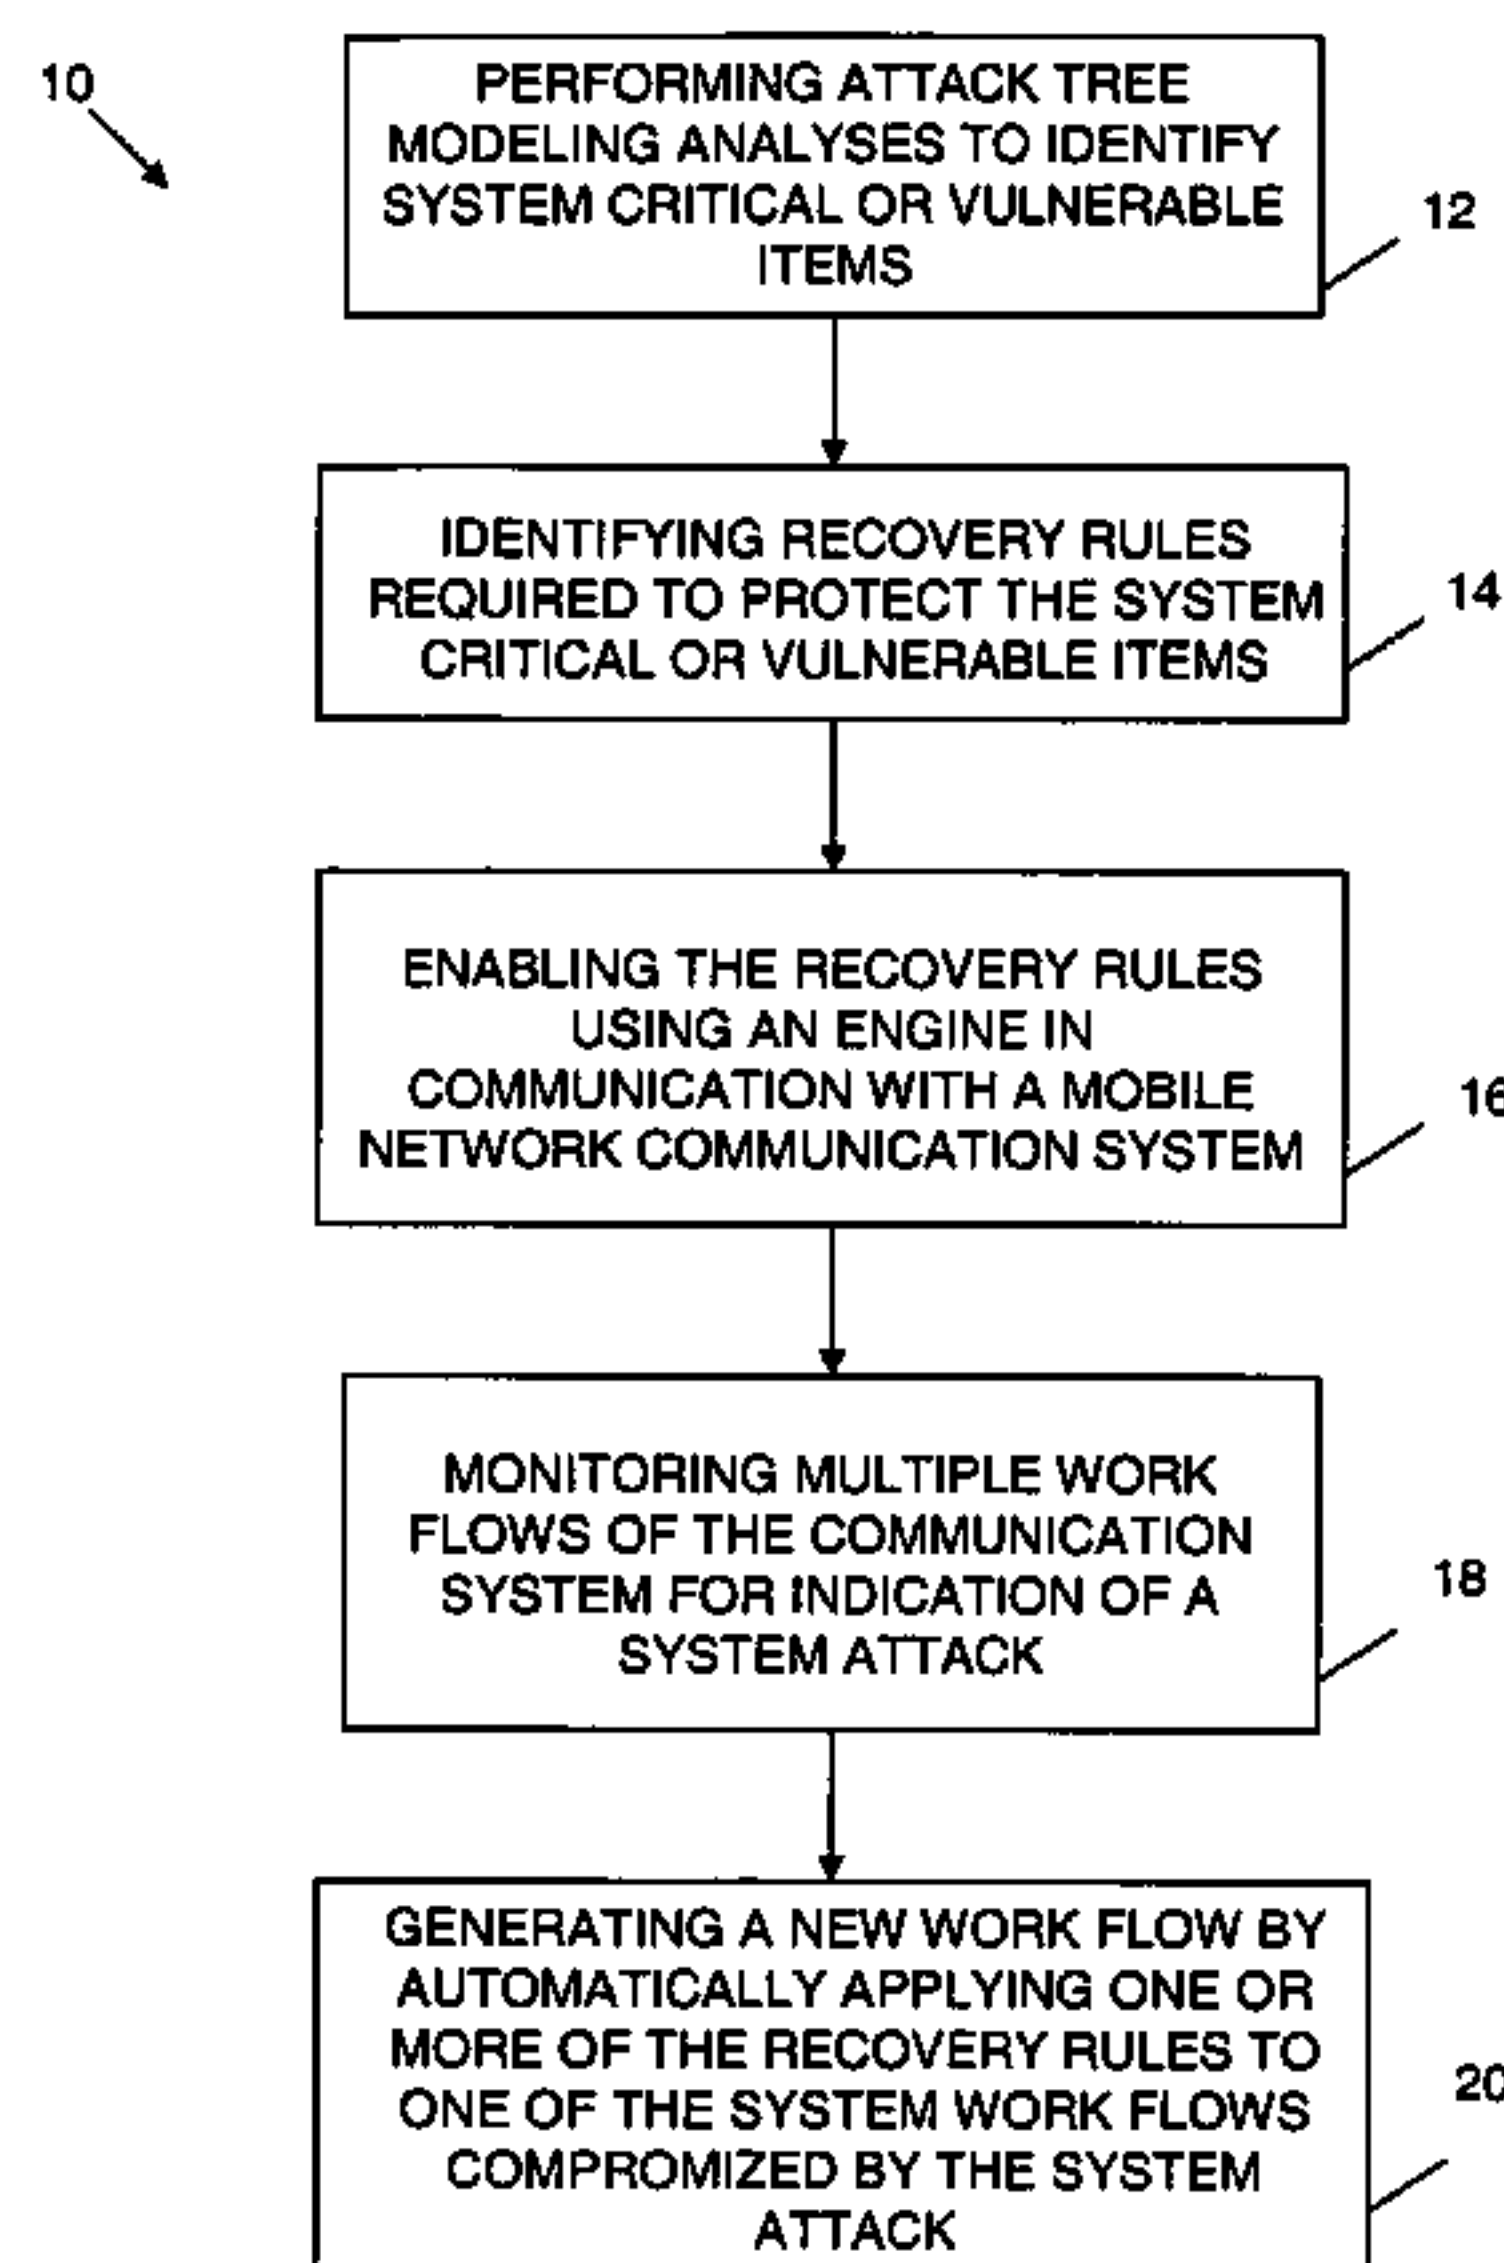 10
PERFORMING ATTACK TREE
MODELING ANALYSES TO IDENTIFY
SYSTEM CRITICAL OR VULNERABLE
ITEMS
12
IDENTIFYING RECOVERY RULES
REQUIRED TO PROTECT THE SYSTEM
CRITICAL OR VULNERABLE ITEMS
14
ENABLING THE RECOVERY RULES
USING AN ENGINE IN
COMMUNICATION WITH A MOBILE
NETWORK COMMUNICATION SYSTEM
16
MONITORING MULTIPLE WORK
FLOWS OF THE COMMUNICATION
SYSTEM FOR INDICATION OF A
SYSTEM ATTACK
18
GENERATING A NEW WORK FLOW BY
AUTOMATICALLY APPLYING ONE OR
MORE OF THE RECOVERY RULES TO
ONE OF THE SYSTEM WORK FLOWS
COMPROMIZED BY THE SYSTEM
ATTACK
20